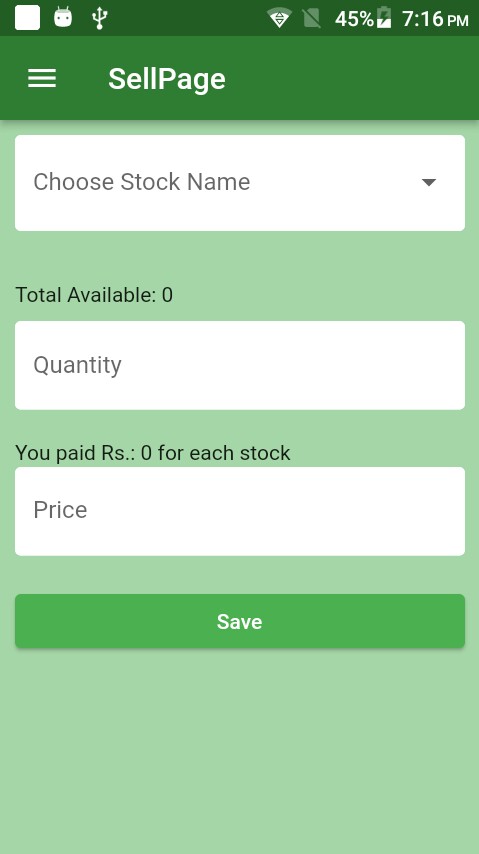 45% 7:16 PM
SellPage
Choose Stock Name
Total Available: 0
Quantity
You paid Rs.: 0 for each stock
Price
Save